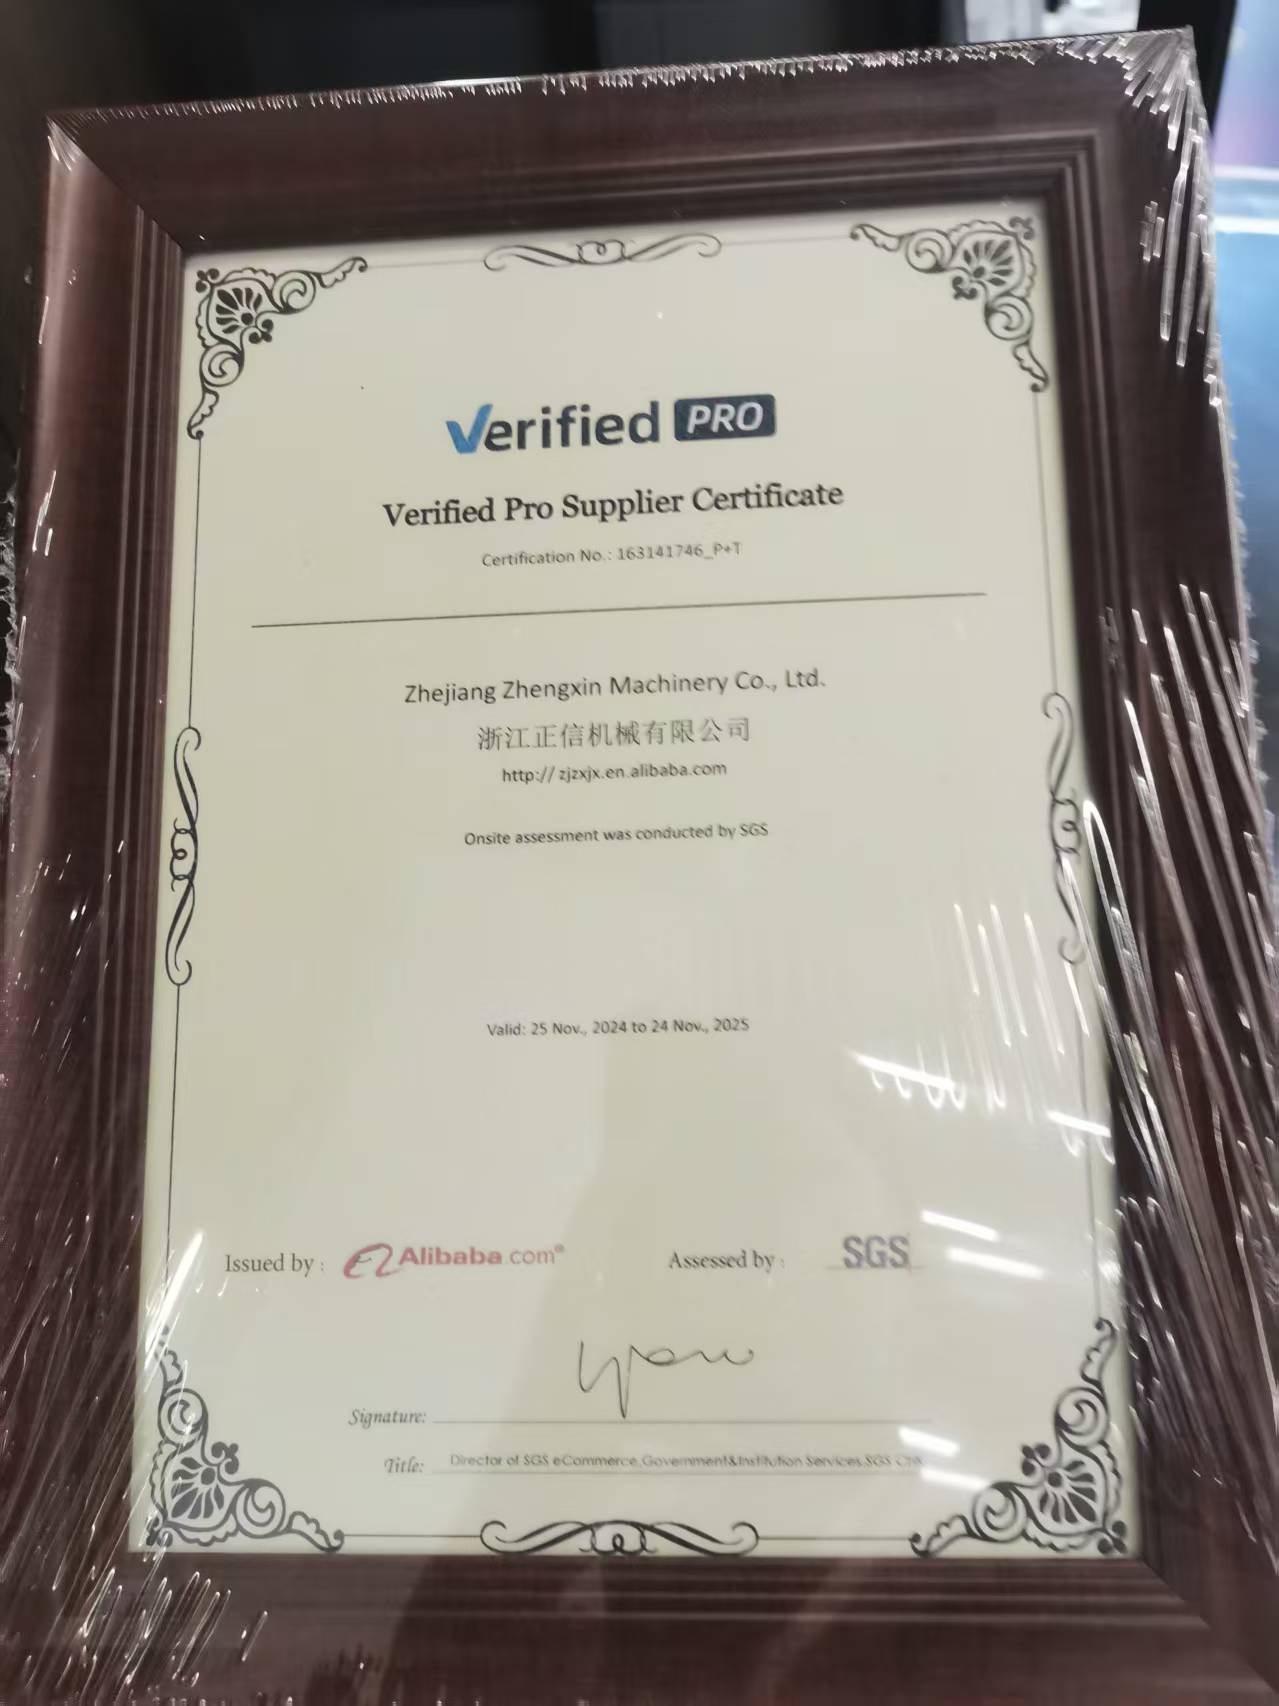 Verified PRO
Verified Pro Supplier Certificate
Certification No.: 163141746_P+T
Zhejiang Zhengxin Machinery Co., Ltd.
浙江正信机械有限公司
http:// zjzxjx.en.alibaba.com
Onsite assessment was conducted by SGS
Valid: 25 Nov., 2024 to 24 Nov., 2025
Issued by : Alibaba.com® Assessed by : SGS
Signature:
Title: Director of SGS eCommerce,Government&Institution Services,SGS